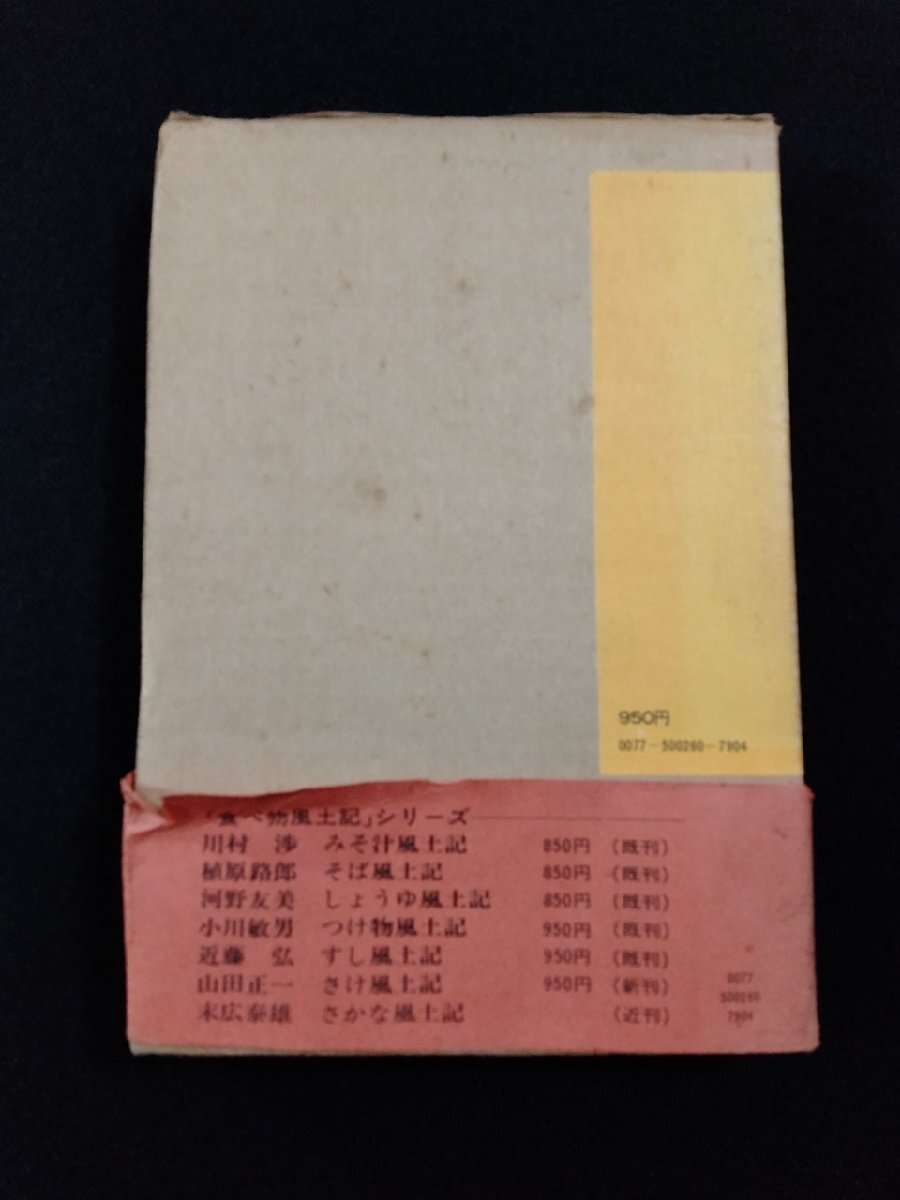 950円
0077-500260-7904
「食べ物風土記」シリーズ
川村 渉 みそ汁風土記 850円 (既刊)
植原路郎 そば風土記 850円 (既刊)
河野友美 しょうゆ風土記 850円 (既刊)
小川敏男 つけ物風土記 950円 (既刊)
近藤 弘 すし風土記 950円 (既刊)
山田正一 さけ風土記 950円 (新刊)
末広泰雄 さかな風土記 (近刊)
0077
500260
7904